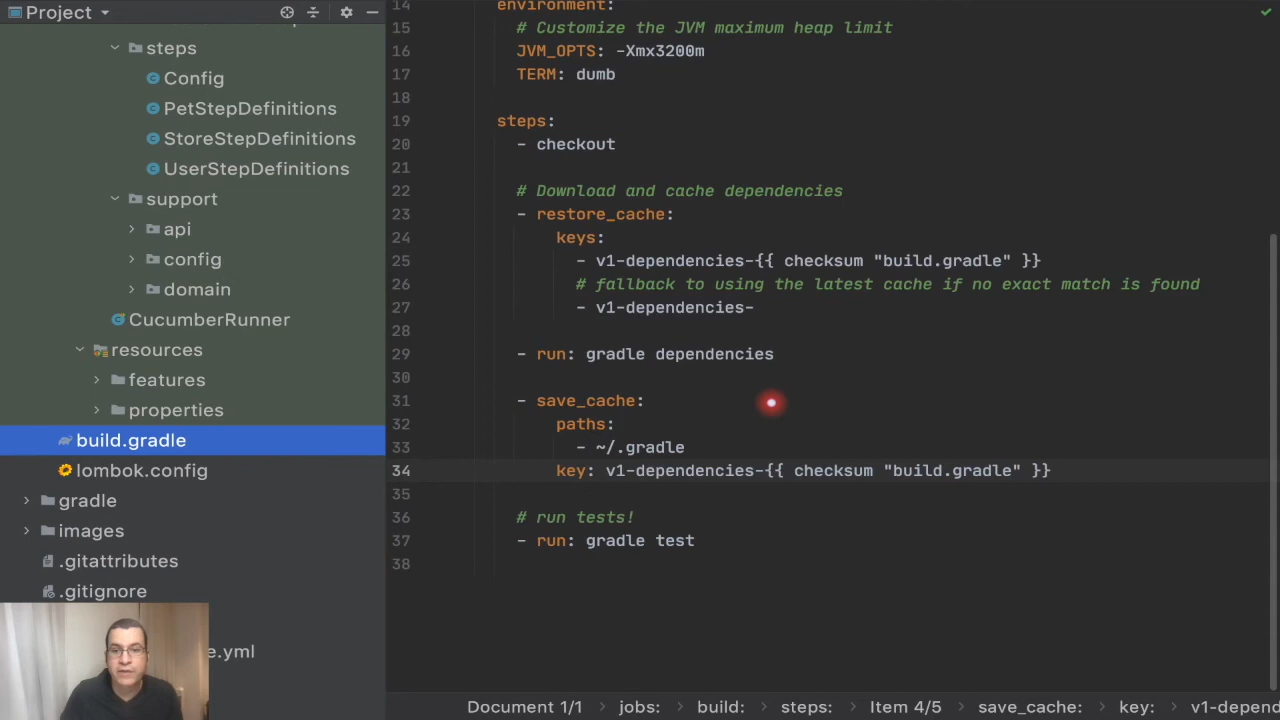 Project
steps
Config
PetStepDefinitions
StoreStepDefinitions
UserStepDefinitions
support
api
config
domain
CucumberRunner
resources
features
properties
build.gradle
lombok.config
gradle
images
.gitattributes
.gitignore
e.yml
14 environment:
15 # Customize the JVM maximum heap limit
16 JVM_OPTS: -Xmx3200m
17 TERM: dumb
18
19 steps:
20 - checkout
21
22 # Download and cache dependencies
23 - restore_cache:
24 keys:
25 - v1-dependencies-{{ checksum "build.gradle" }}
26 # fallback to using the latest cache if no exact match is found
27 - v1-dependencies-
28
29 - run: gradle dependencies
30
31 - save_cache:
32 paths:
33 - ~/.gradle
34 key: v1-dependencies-{{ checksum "build.gradle" }}
35
36 # run tests!
37 - run: gradle test
38
Document 1/1 › jobs: › build: › steps: › Item 4/5 › save_cache: › key: › v1-depend